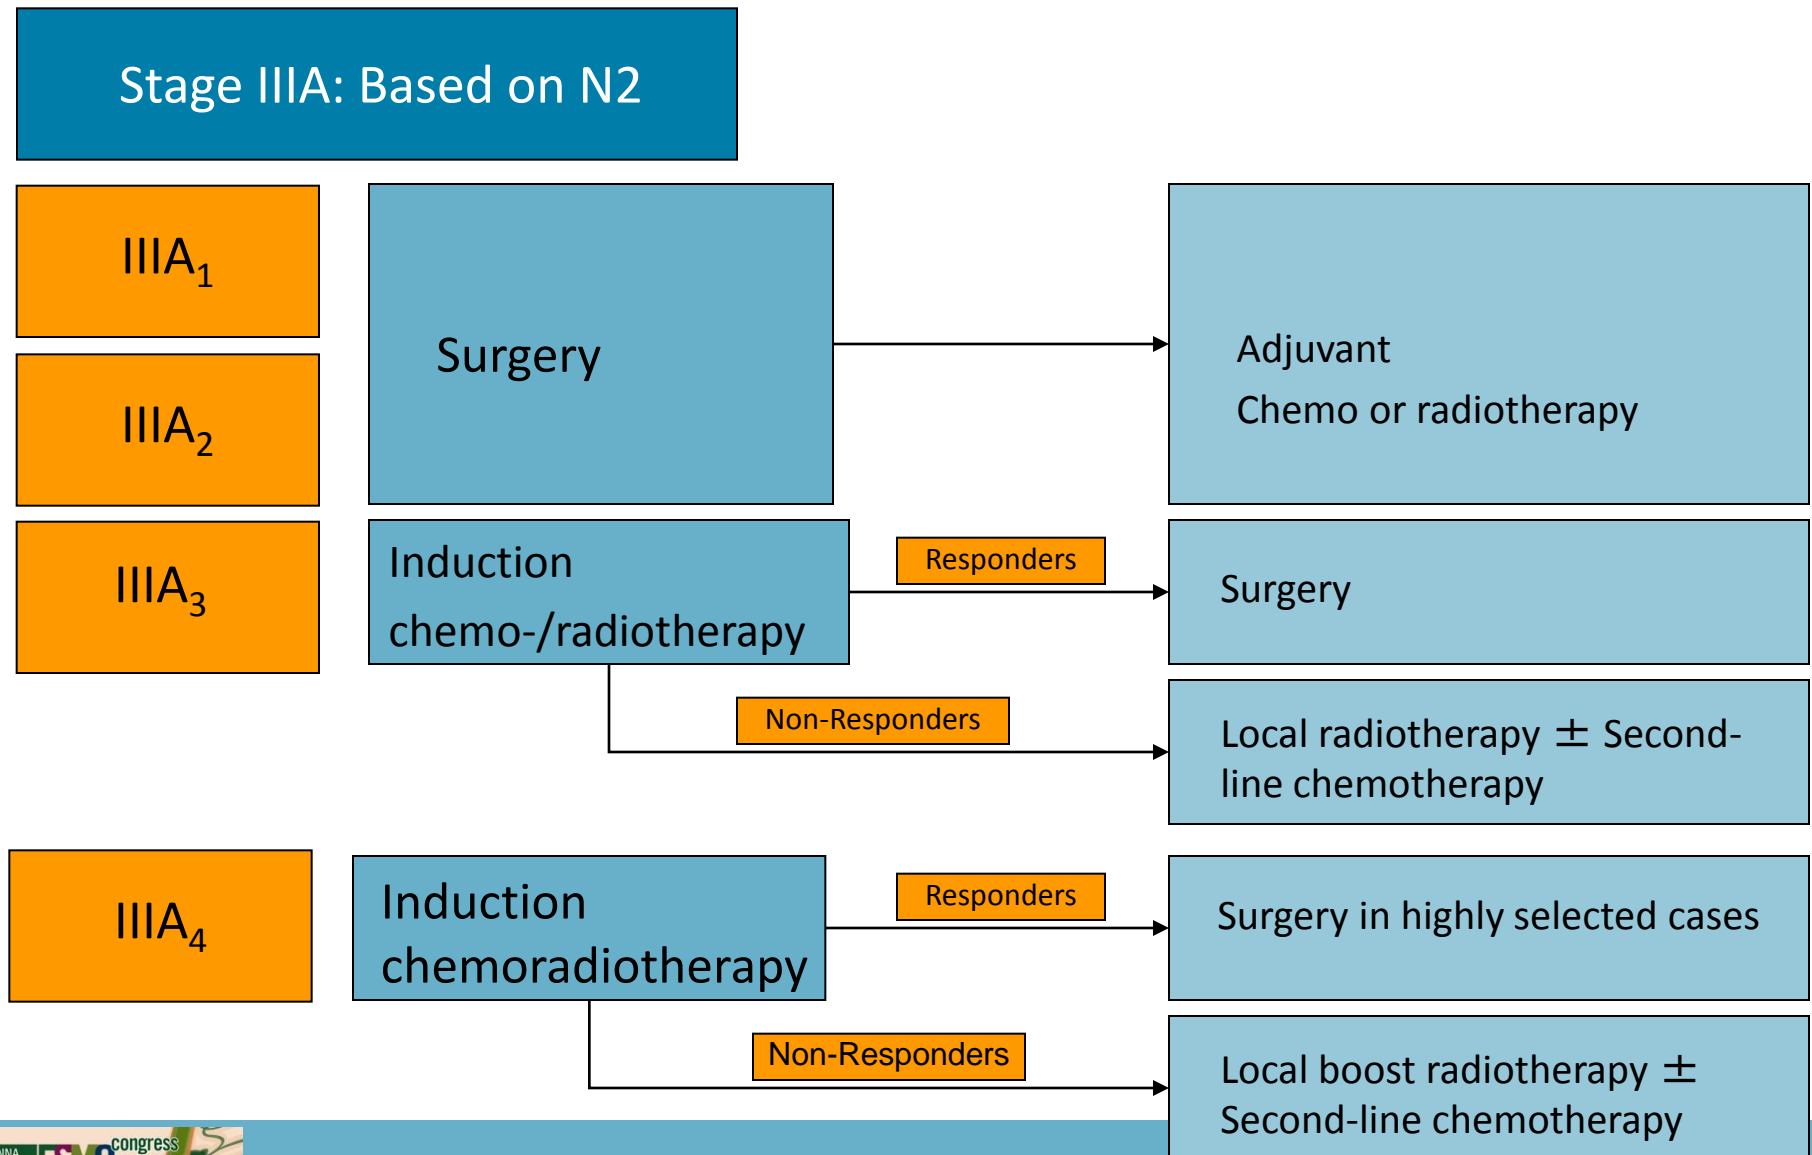 Stage IIIA: Based on N2
IIIA₁
Surgery
Adjuvant
Chemo or radiotherapy
IIIA₂
IIIA₃
Induction
chemo-/radiotherapy
Responders
Surgery
Non-Responders
Local radiotherapy ± Second-
line chemotherapy
IIIA₄
Induction
chemoradiotherapy
Responders
Surgery in highly selected cases
Non-Responders
Local boost radiotherapy ±
Second-line chemotherapy
congress